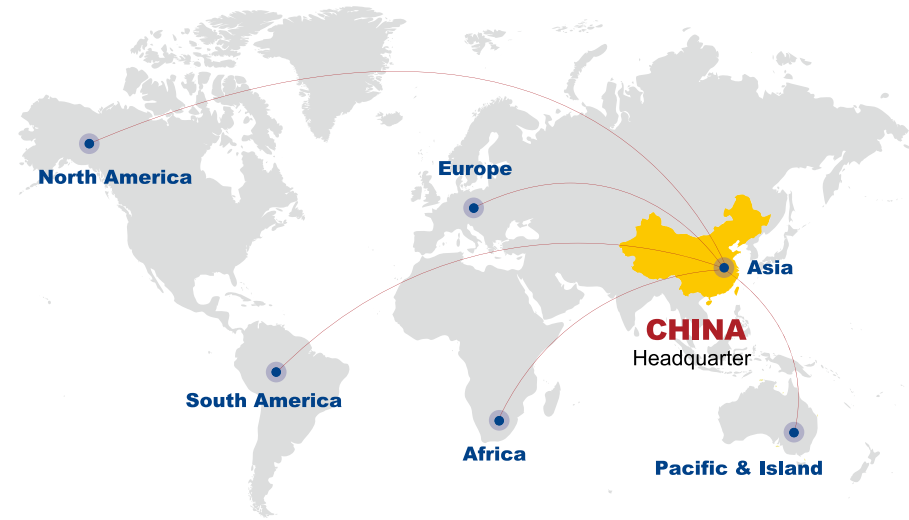 Europe
North America
Asia
CHINA
Headquarter
South America
Africa
Pacific & Island